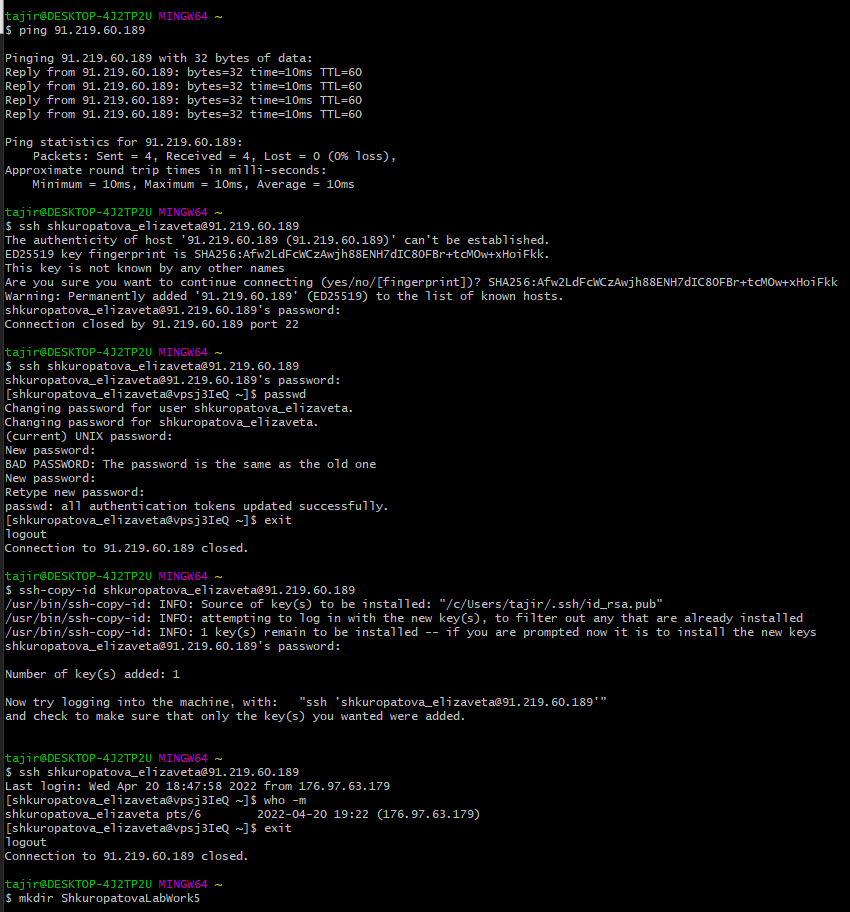 tajir@DESKTOP-4J2TP2U MINGW64 ~
$ ping 91.219.60.189
Pinging 91.219.60.189 with 32 bytes of data:
Reply from 91.219.60.189: bytes=32 time=10ms TTL=60
Reply from 91.219.60.189: bytes=32 time=10ms TTL=60
Reply from 91.219.60.189: bytes=32 time=10ms TTL=60
Reply from 91.219.60.189: bytes=32 time=10ms TTL=60
Ping statistics for 91.219.60.189:
    Packets: Sent = 4, Received = 4, Lost = 0 (0% loss),
Approximate round trip times in milli-seconds:
    Minimum = 10ms, Maximum = 10ms, Average = 10ms
tajir@DESKTOP-4J2TP2U MINGW64 ~
$ ssh shkuropatova_elizaveta@91.219.60.189
The authenticity of host '91.219.60.189 (91.219.60.189)' can't be established.
ED25519 key fingerprint is SHA256:Afw2LdFcWCzAwjh88ENH7dIC8OFBr+tcMOw+xHoiFkk.
This key is not known by any other names
Are you sure you want to continue connecting (yes/no/[fingerprint])? SHA256:Afw2LdFcWCzAwjh88ENH7dIC8OFBr+tcMOw+xHoiFkk
Warning: Permanently added '91.219.60.189' (ED25519) to the list of known hosts.
shkuropatova_elizaveta@91.219.60.189's password:
Connection closed by 91.219.60.189 port 22
tajir@DESKTOP-4J2TP2U MINGW64 ~
$ ssh shkuropatova_elizaveta@91.219.60.189
shkuropatova_elizaveta@91.219.60.189's password:
[shkuropatova_elizaveta@vpsj3IeQ ~]$ passwd
Changing password for user shkuropatova_elizaveta.
Changing password for shkuropatova_elizaveta.
(current) UNIX password:
New password:
BAD PASSWORD: The password is the same as the old one
New password:
Retype new password:
passwd: all authentication tokens updated successfully.
[shkuropatova_elizaveta@vpsj3IeQ ~]$ exit
logout
Connection to 91.219.60.189 closed.
tajir@DESKTOP-4J2TP2U MINGW64 ~
$ ssh-copy-id shkuropatova_elizaveta@91.219.60.189
/usr/bin/ssh-copy-id: INFO: Source of key(s) to be installed: "/c/Users/tajir/.ssh/id_rsa.pub"
/usr/bin/ssh-copy-id: INFO: attempting to log in with the new key(s), to filter out any that are already installed
/usr/bin/ssh-copy-id: INFO: 1 key(s) remain to be installed -- if you are prompted now it is to install the new keys
shkuropatova_elizaveta@91.219.60.189's password:
Number of key(s) added: 1
Now try logging into the machine, with:   "ssh 'shkuropatova_elizaveta@91.219.60.189'"
and check to make sure that only the key(s) you wanted were added.
tajir@DESKTOP-4J2TP2U MINGW64 ~
$ ssh shkuropatova_elizaveta@91.219.60.189
Last login: Wed Apr 20 18:47:58 2022 from 176.97.63.179
[shkuropatova_elizaveta@vpsj3IeQ ~]$ who -m
shkuropatova_elizaveta pts/6        2022-04-20 19:22 (176.97.63.179)
[shkuropatova_elizaveta@vpsj3IeQ ~]$ exit
logout
Connection to 91.219.60.189 closed.
tajir@DESKTOP-4J2TP2U MINGW64 ~
$ mkdir ShkuropatovaLabWork5